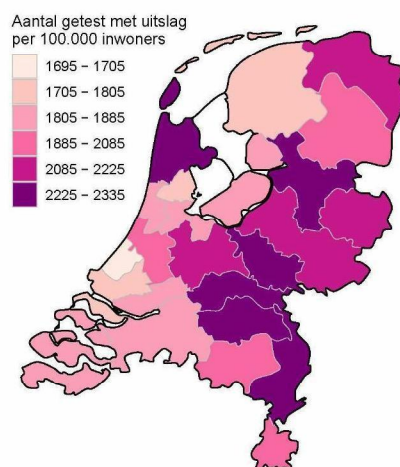 Aantal getest met uitslag
per 100.000 inwoners
1695 − 1705
1705 − 1805
1805 − 1885
1885 − 2085
2085 − 2225
2225 − 2335